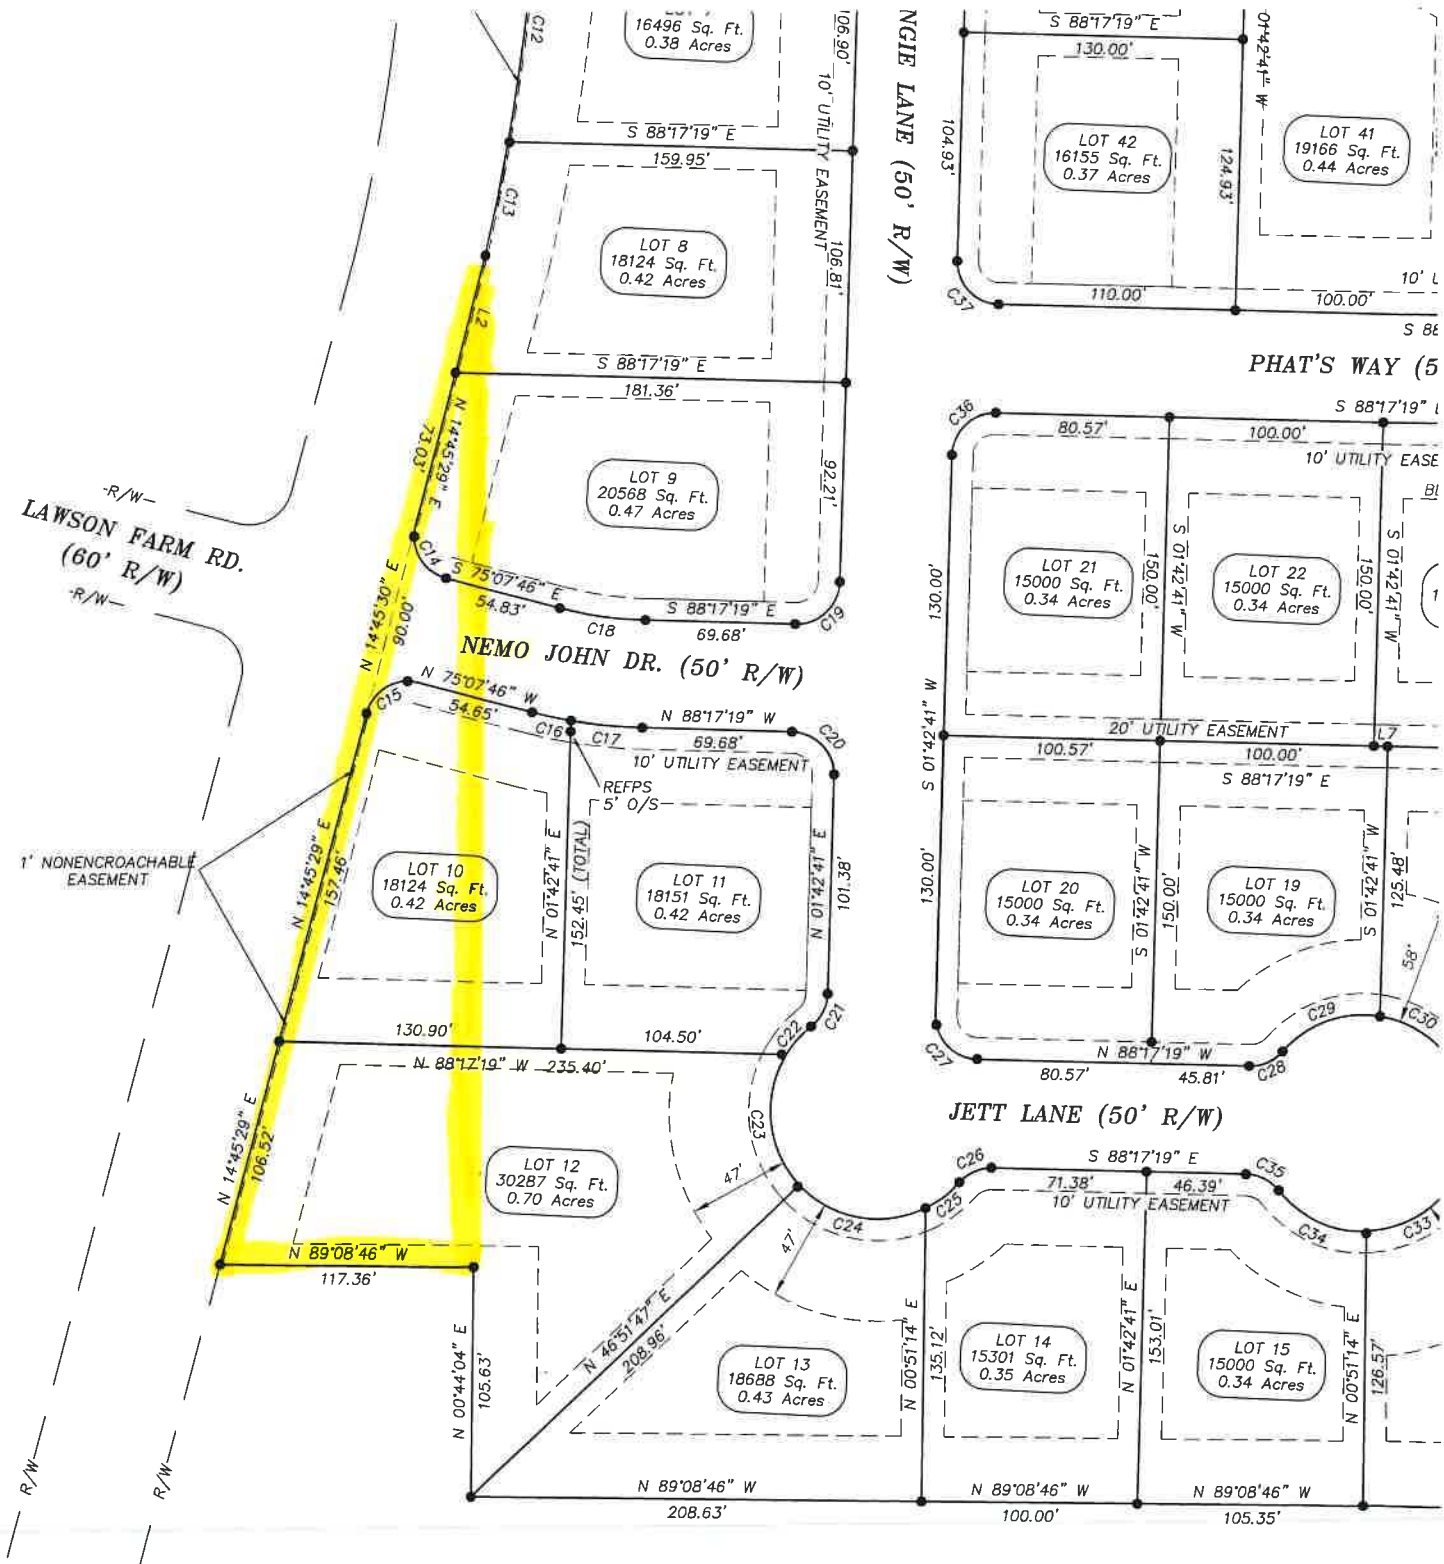 C12
16496 Sq. Ft.
0.38 Acres
106.90'
NGIE LANE (50' R/W)
S 88°17'19" E
130.00'
01°42'41" W
10' UTILITY EASEMENT
S 88°17'19" E
159.95'
C13
LOT 42
16155 Sq. Ft.
0.37 Acres
104.93'
124.93'
LOT 41
19166 Sq. Ft.
0.44 Acres
LOT 8
18124 Sq. Ft.
0.42 Acres
106.81'
L2
C37
110.00'
100.00'
10' U
S 88
S 88°17'19" E
181.36'
PHAT'S WAY (5
N 14°45'29" E
73.03'
C36
80.57'
S 88°17'19" E
100.00'
10' UTILITY EASE
LOT 9
20568 Sq. Ft.
0.47 Acres
92.21'
-R/W-
LAWSON FARM RD.
(60' R/W)
-R/W-
C14
S 75°07'46" E
54.83'
C18
S 88°17'19" E
69.68'
C19
NEMO JOHN DR. (50' R/W)
N 14°45'30" E
90.00'
LOT 21
15000 Sq. Ft.
0.34 Acres
130.00'
150.00'
S 01°42'41" W
LOT 22
15000 Sq. Ft.
0.34 Acres
150.00'
S 01°42'41" W
C15
N 75°07'46" W
54.65'
C16
C17
N 88°17'19" W
69.68'
C20
10' UTILITY EASEMENT
REFPS
5' O/S
S 01°42'41" W
20' UTILITY EASEMENT
100.57'
100.00'
L7
S 88°17'19" E
1' NONENCROACHABLE
EASEMENT
N 14°45'29" E
157.46'
LOT 10
18124 Sq. Ft.
0.42 Acres
N 01°42'41" E
152.45' (TOTAL)
LOT 11
18151 Sq. Ft.
0.42 Acres
N 01°42'41" E
101.38'
130.00'
LOT 20
15000 Sq. Ft.
0.34 Acres
S 01°42'41" W
150.00'
LOT 19
15000 Sq. Ft.
0.34 Acres
S 01°42'41" W
125.48'
58'
C21
C22
130.90'
104.50'
N 88°17'19" W 235.40'
C27
N 88°17'19" W
80.57'
45.81'
C28
C29
C30
JETT LANE (50' R/W)
N 14°45'29" E
106.52'
C23
LOT 12
30287 Sq. Ft.
0.70 Acres
47'
C24
47'
C25
C26
S 88°17'19" E
71.38'
46.39'
10' UTILITY EASEMENT
C35
C34
C33
N 89°08'46" W
117.36'
N 00°44'04" E
105.63'
N 46°51'47" E
208.96'
LOT 13
18688 Sq. Ft.
0.43 Acres
N 00°51'14" E
135.12'
LOT 14
15301 Sq. Ft.
0.35 Acres
N 01°42'41" E
153.01'
LOT 15
15000 Sq. Ft.
0.34 Acres
N 00°51'14" E
126.57'
R/W
R/W
N 89°08'46" W
208.63'
N 89°08'46" W
100.00'
N 89°08'46" W
105.35'